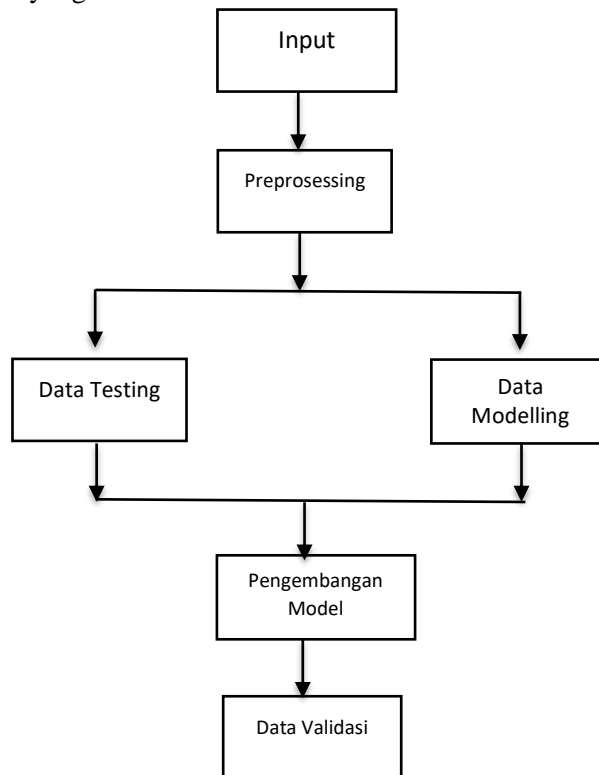 Input
Preprosessing
Data Testing
Data
Modelling
Pengembangan
Model
Data Validasi